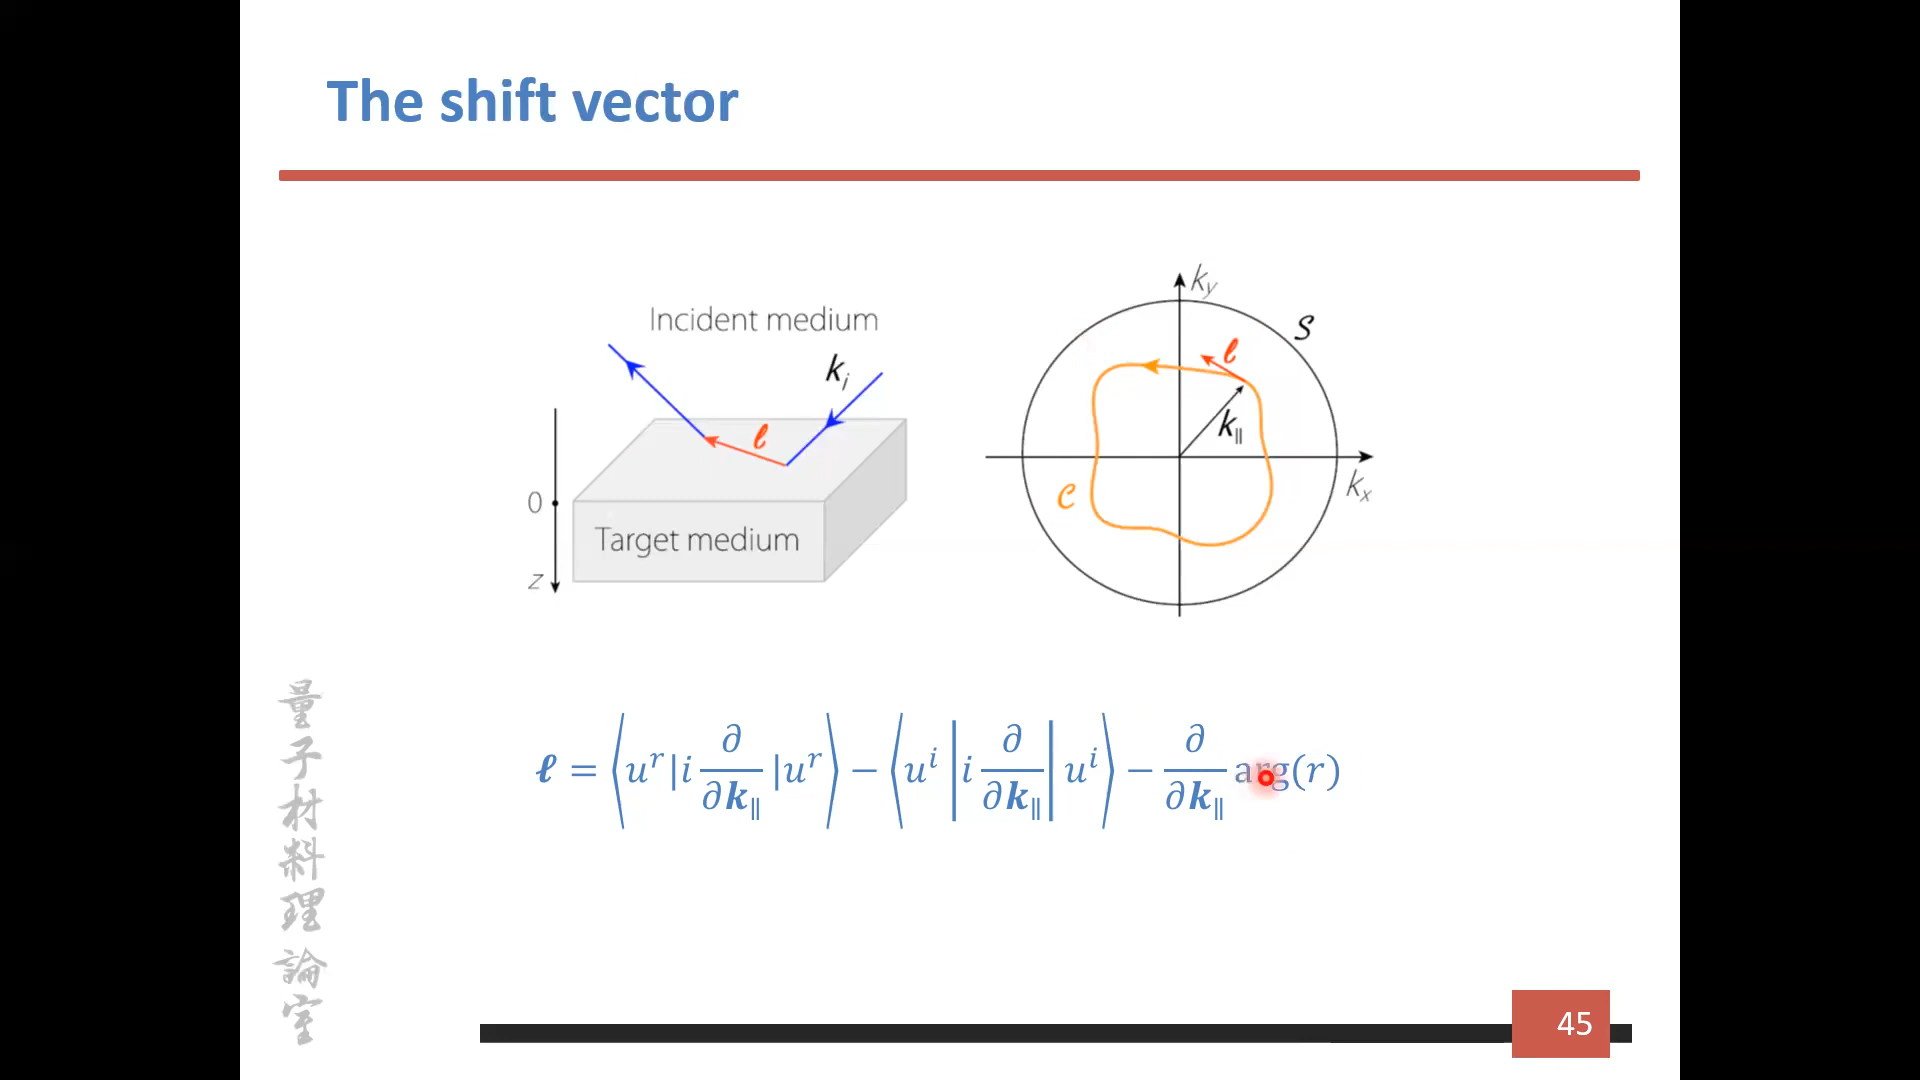 The shift vector
Incident medium
k_i
ℓ
0
Target medium
z
k_y
S
ℓ
k_∥
C
k_x
ℓ = ⟨u^r|i ∂/∂k_∥ |u^r⟩ − ⟨u^i|i ∂/∂k_∥|u^i⟩ − ∂/∂k_∥ arg(r)
量子材料理論室
45